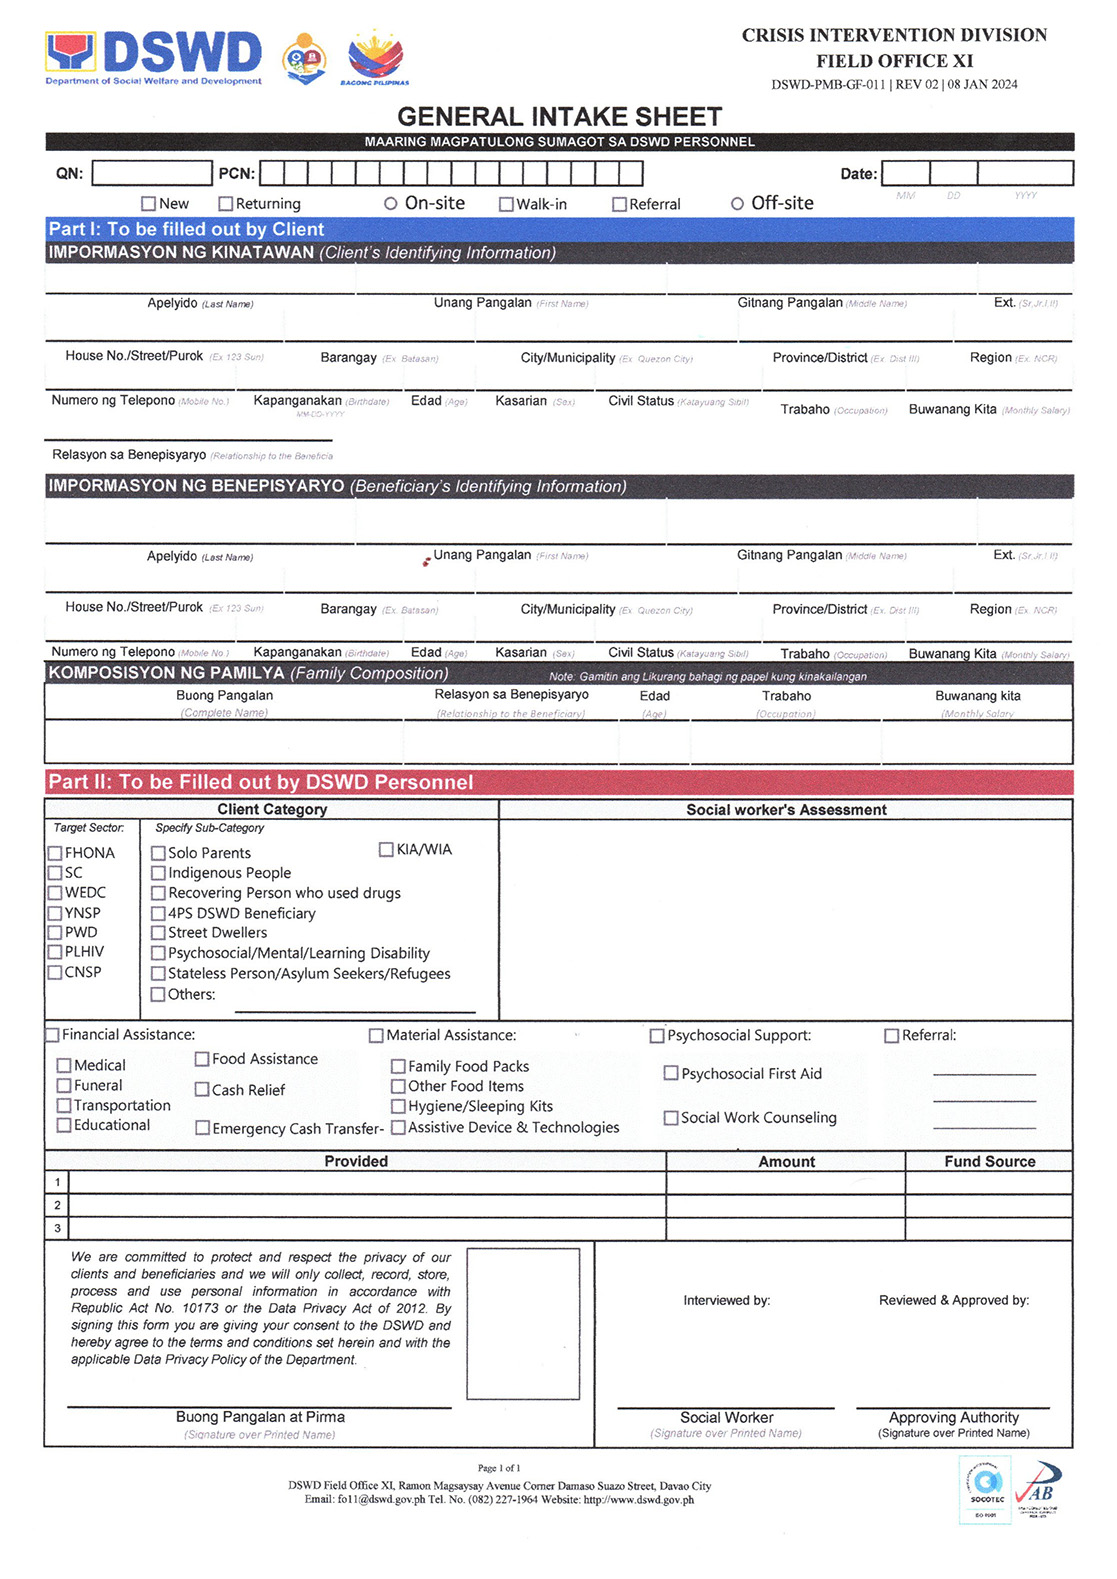 DSWD
Department of Social Welfare and Development
BAGONG PILIPINAS
CRISIS INTERVENTION DIVISION
FIELD OFFICE XI
DSWD-PMB-GF-011 | REV 02 | 08 JAN 2024
GENERAL INTAKE SHEET
MAARING MAGPATULONG SUMAGOT SA DSWD PERSONNEL
QN: PCN: Date:
MM DD YYYY
New Returning On-site Walk-in Referral Off-site
Part I: To be filled out by Client
IMPORMASYON NG KINATAWAN (Client's Identifying Information)
Apelyido (Last Name) Unang Pangalan (First Name) Gitnang Pangalan (Middle Name) Ext. (Sr,Jr,I,II)
House No./Street/Purok (Ex 123 Sun) Barangay (Ex. Batasan) City/Municipality (Ex. Quezon City) Province/District (Ex. Dist III) Region (Ex. NCR)
Numero ng Telepono (Mobile No.) Kapanganakan (Birthdate) Edad (Age) Kasarian (Sex) Civil Status (Katayuang Sibil) Trabaho (Occupation) Buwanang Kita (Monthly Salary)
MM-DD-YYYY
Relasyon sa Benepisyaryo (Relationship to the Beneficia
IMPORMASYON NG BENEPISYARYO (Beneficiary's Identifying Information)
Apelyido (Last Name) Unang Pangalan (First Name) Gitnang Pangalan (Middle Name) Ext. (Sr,Jr,I,II)
House No./Street/Purok (Ex 123 Sun) Barangay (Ex. Batasan) City/Municipality (Ex. Quezon City) Province/District (Ex. Dist III) Region (Ex. NCR)
Numero ng Telepono (Mobile No.) Kapanganakan (Birthdate) Edad (Age) Kasarian (Sex) Civil Status (Katayuang Sibil) Trabaho (Occupation) Buwanang Kita (Monthly Salary)
KOMPOSISYON NG PAMILYA (Family Composition) Note: Gamitin ang Likurang bahagi ng papel kung kinakailangan
Buong Pangalan Relasyon sa Benepisyaryo Edad Trabaho Buwanang kita
(Complete Name) (Relationship to the Beneficiary) (Age) (Occupation) (Monthly Salary
Part II: To be Filled out by DSWD Personnel
Client Category Social worker's Assessment
Target Sector: Specify Sub-Category
FHONA Solo Parents KIA/WIA
SC Indigenous People
WEDC Recovering Person who used drugs
YNSP 4PS DSWD Beneficiary
PWD Street Dwellers
PLHIV Psychosocial/Mental/Learning Disability
CNSP Stateless Person/Asylum Seekers/Refugees
Others:
Financial Assistance: Material Assistance: Psychosocial Support: Referral:
Medical Food Assistance Family Food Packs Psychosocial First Aid
Funeral Cash Relief Other Food Items
Transportation Hygiene/Sleeping Kits Social Work Counseling
Educational Emergency Cash Transfer- Assistive Device & Technologies
Provided Amount Fund Source
1
2
3
We are committed to protect and respect the privacy of our
clients and beneficiaries and we will only collect, record, store,
process and use personal information in accordance with
Republic Act No. 10173 or the Data Privacy Act of 2012. By
signing this form you are giving your consent to the DSWD and
hereby agree to the terms and conditions set herein and with the
applicable Data Privacy Policy of the Department.
Interviewed by: Reviewed & Approved by:
Buong Pangalan at Pirma Social Worker Approving Authority
(Signature over Printed Name) (Signature over Printed Name) (Signature over Printed Name)
Page 1 of 1
DSWD Field Office XI, Ramon Magsaysay Avenue Corner Damaso Suazo Street, Davao City
Email: fo11@dswd.gov.ph Tel. No. (082) 227-1964 Website: http://www.dswd.gov.ph
SOCOTEC
ISO 9001
PAB